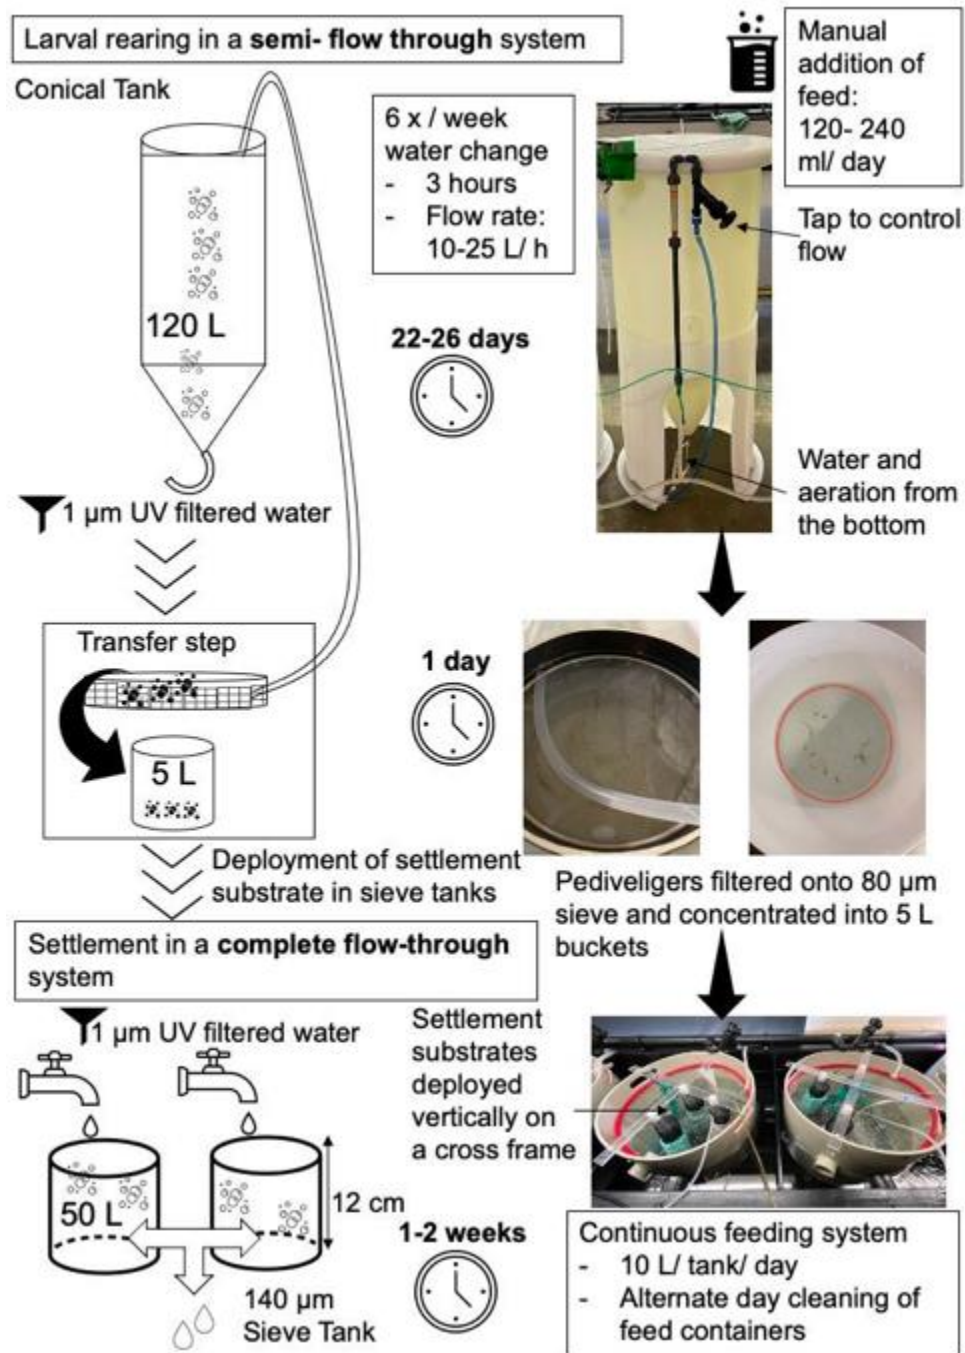 Larval rearing in a semi- flow through system
Conical Tank
120 L
1 µm UV filtered water
6 x / week
water change
- 3 hours
- Flow rate:
10-25 L/ h
22-26 days
Manual
addition of
feed:
120- 240
ml/ day
Tap to control
flow
Water and
aeration from
the bottom
Transfer step
5 L
1 day
Pediveligers filtered onto 80 µm
sieve and concentrated into 5 L
buckets
Deployment of settlement
substrate in sieve tanks
Settlement in a complete flow-through
system
1 µm UV filtered water
50 L
12 cm
140 µm
Sieve Tank
1-2 weeks
Settlement
substrates
deployed
vertically on
a cross frame
Continuous feeding system
- 10 L/ tank/ day
- Alternate day cleaning of
feed containers